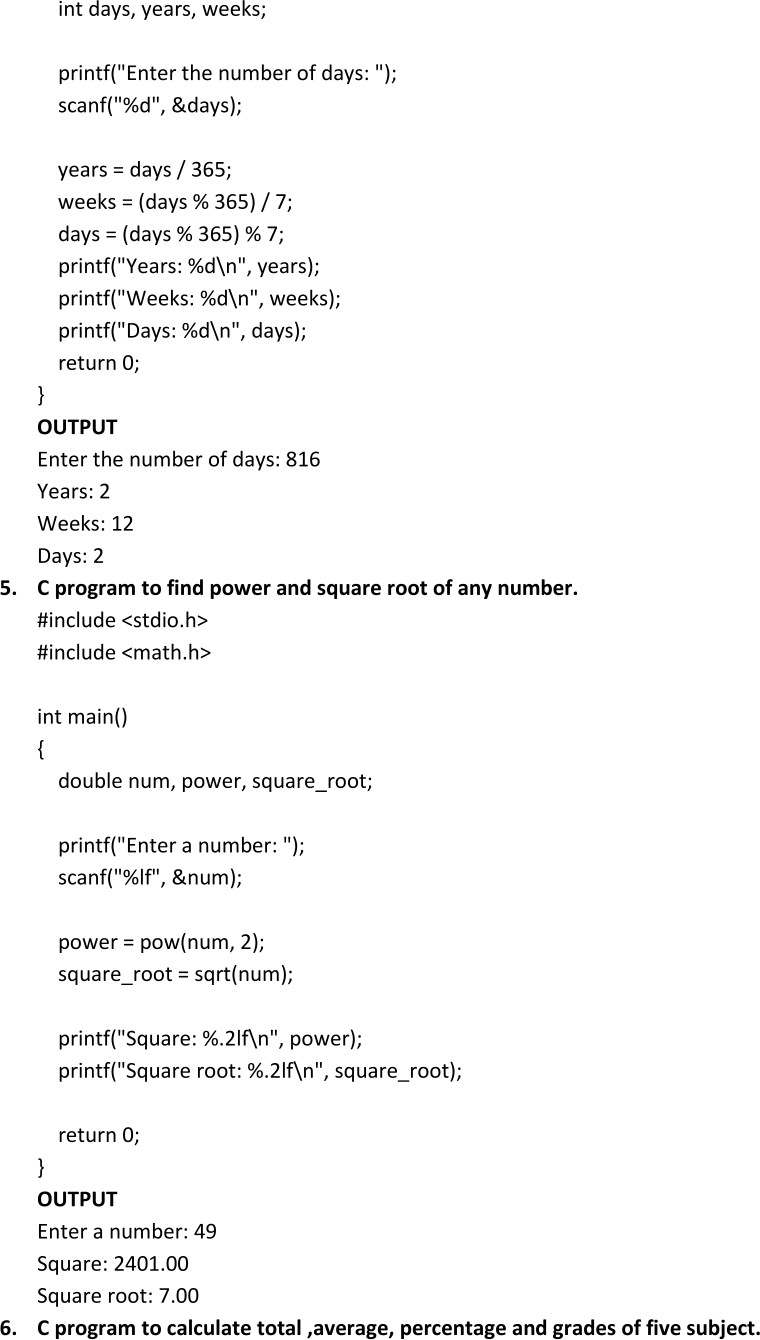 int days, years, weeks;
printf("Enter the number of days: ");
scanf("%d", &days);
years = days / 365;
weeks = (days % 365) / 7;
days = (days % 365) % 7;
printf("Years: %d\n", years);
printf("Weeks: %d\n", weeks);
printf("Days: %d\n", days);
return 0;
}
OUTPUT
Enter the number of days: 816
Years: 2
Weeks: 12
Days: 2
5. C program to find power and square root of any number.
#include <stdio.h>
#include <math.h>
int main()
{
double num, power, square_root;
printf("Enter a number: ");
scanf("%lf", &num);
power = pow(num, 2);
square_root = sqrt(num);
printf("Square: %.2lf\n", power);
printf("Square root: %.2lf\n", square_root);
return 0;
}
OUTPUT
Enter a number: 49
Square: 2401.00
Square root: 7.00
6. C program to calculate total ,average, percentage and grades of five subject.